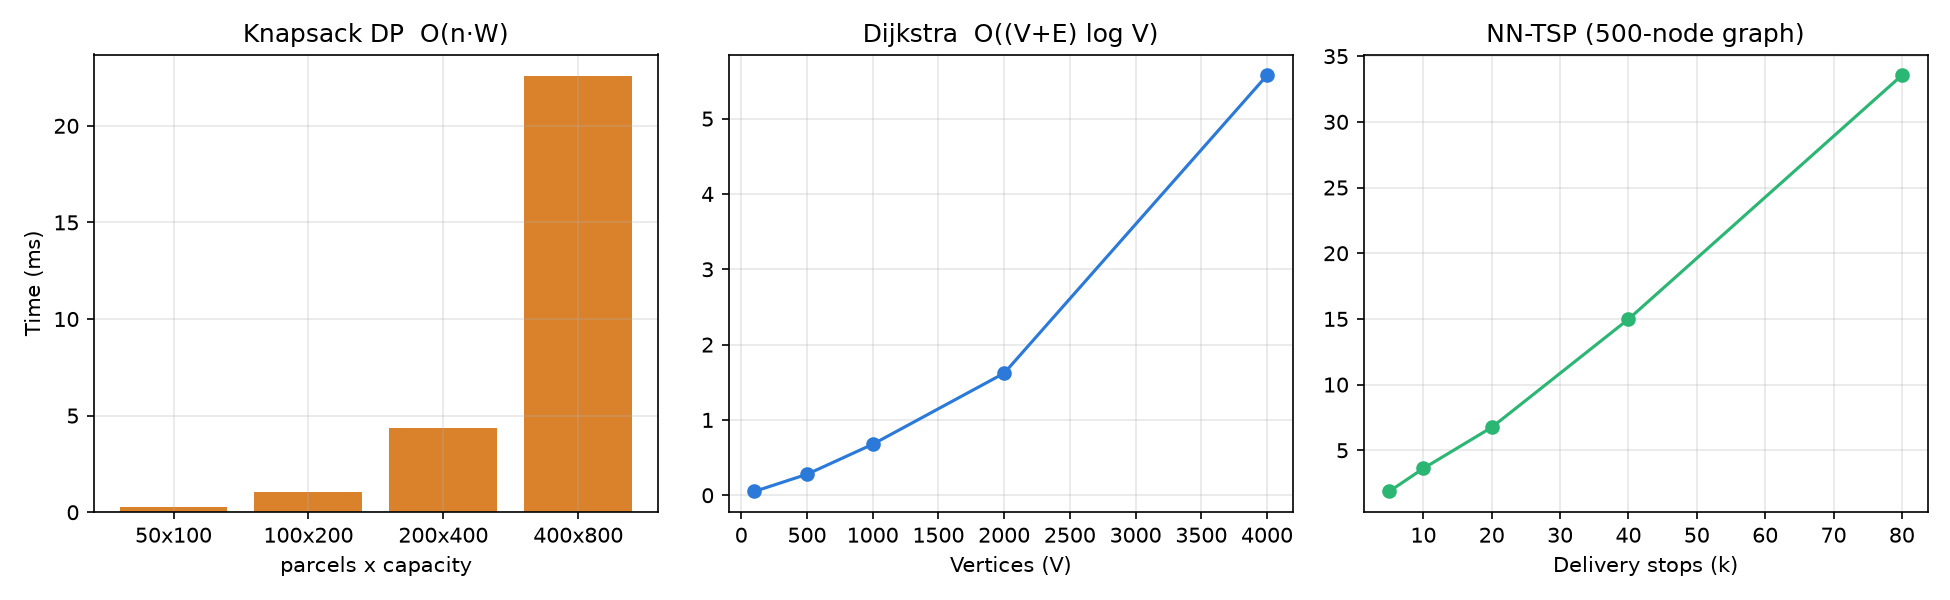 Knapsack DP  O(n·W)
Time (ms)
20
15
10
5
0
50x100 100x200 200x400 400x800
parcels x capacity
Dijkstra  O((V+E) log V)
5
4
3
2
1
0
0 500 1000 1500 2000 2500 3000 3500 4000
Vertices (V)
NN-TSP (500-node graph)
35
30
25
20
15
10
5
10 20 30 40 50 60 70 80
Delivery stops (k)